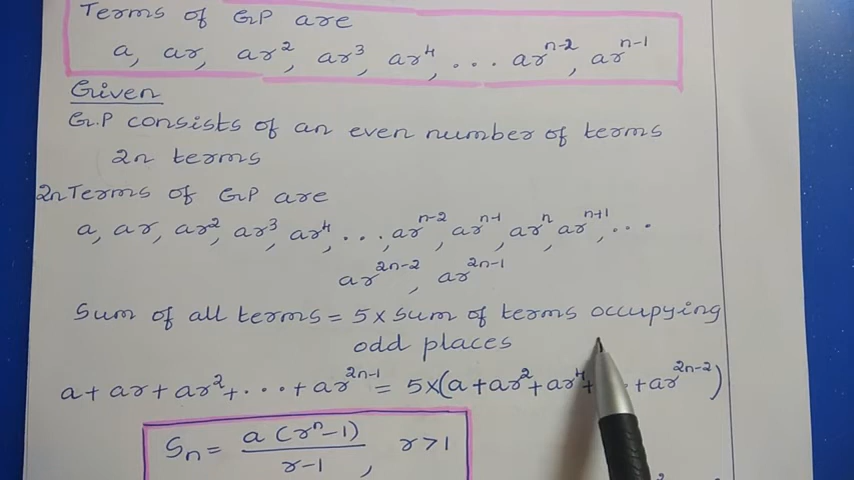 Terms of GP are
a, ar, ar², ar³, ar⁴, ... arⁿ⁻², arⁿ⁻¹
Given
G.P consists of an even number of terms
2n terms
2n Terms of GP are
a, ar, ar², ar³, ar⁴, ..., arⁿ⁻², arⁿ⁻¹, arⁿ, arⁿ⁺¹, ...
ar²ⁿ⁻², ar²ⁿ⁻¹
Sum of all terms = 5 x Sum of terms occupying
odd places
a + ar + ar² + ... + ar²ⁿ⁻¹ = 5x(a + ar² + ar⁴ + + ar²ⁿ⁻²)
Sₙ = a(rⁿ-1) / r-1, r>1